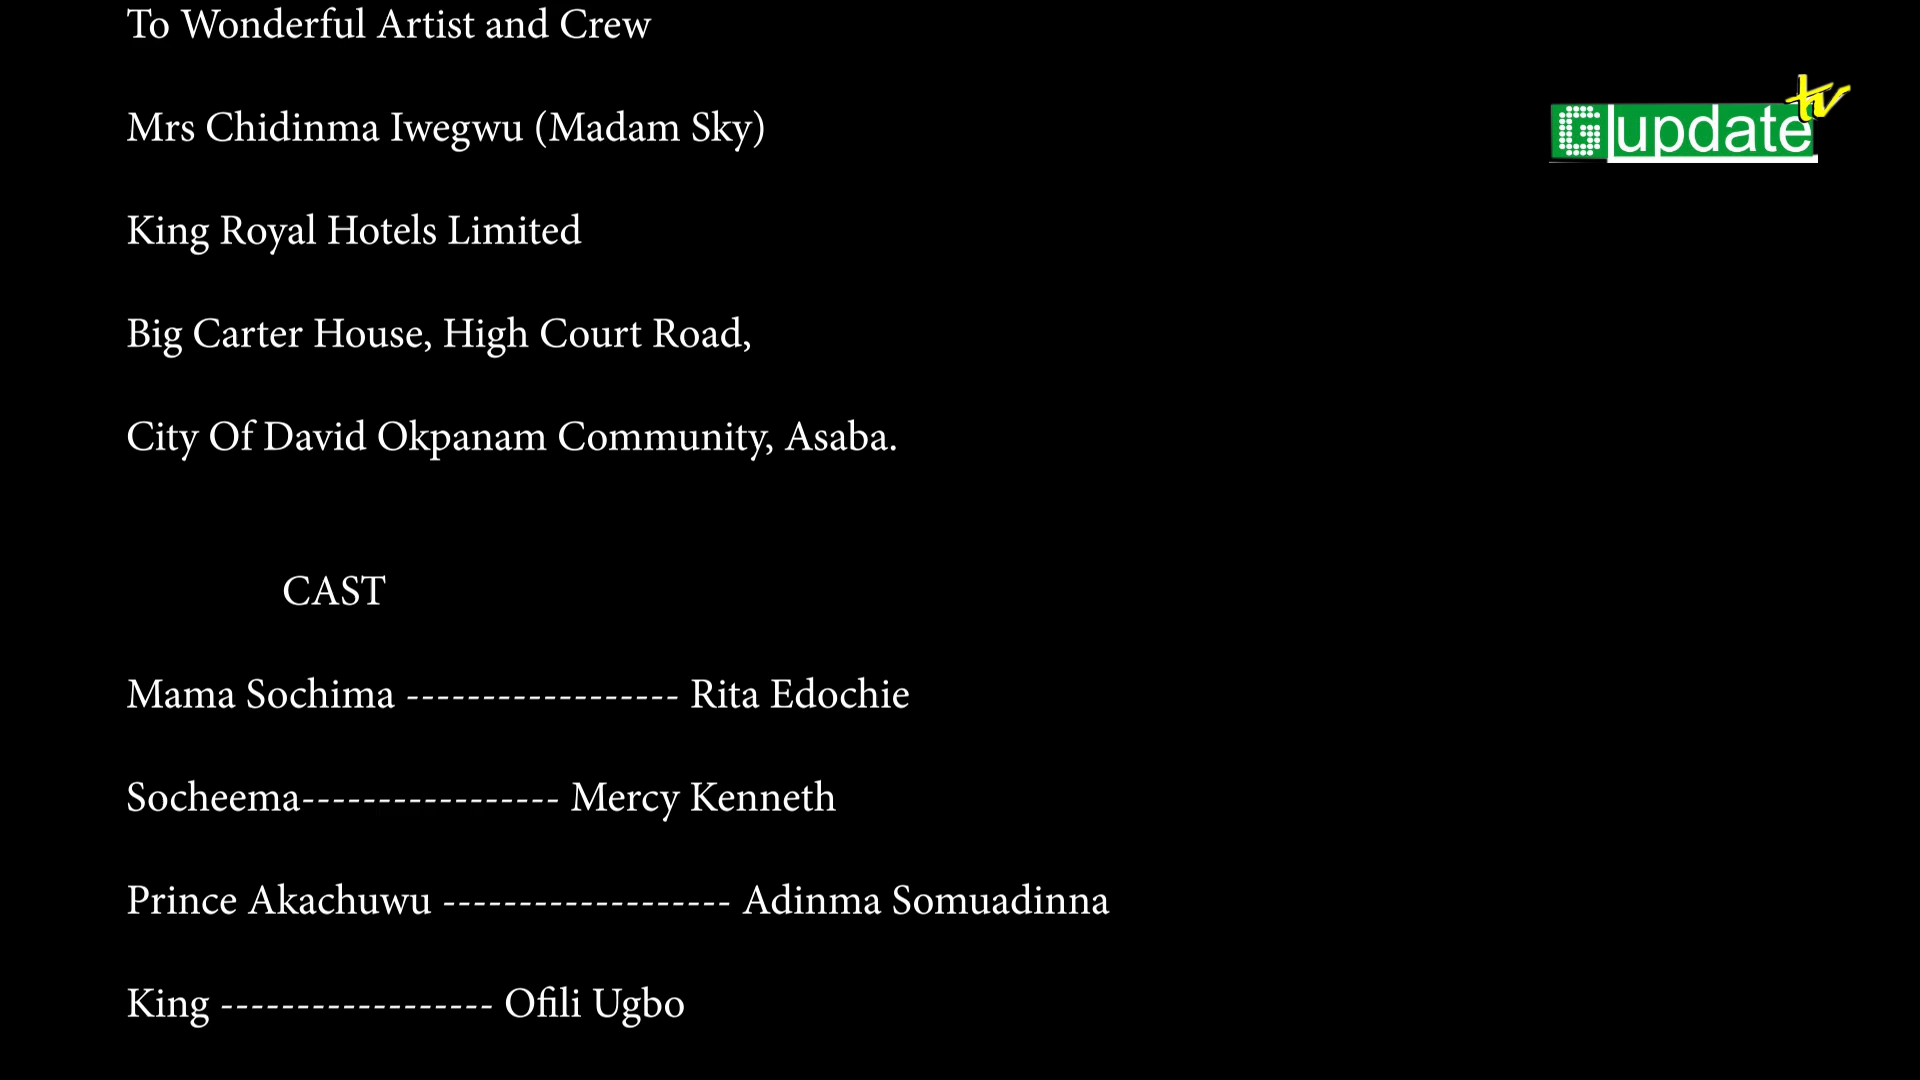 To Wonderful Artist and Crew
Mrs Chidinma Iwegwu (Madam Sky)
King Royal Hotels Limited
Big Carter House, High Court Road,
City Of David Okpanam Community, Asaba.
CAST
Mama Sochima ------------------ Rita Edochie
Socheema----------------- Mercy Kenneth
Prince Akachuwu ------------------- Adinma Somuadinna
King ------------------ Ofili Ugbo
G update tv